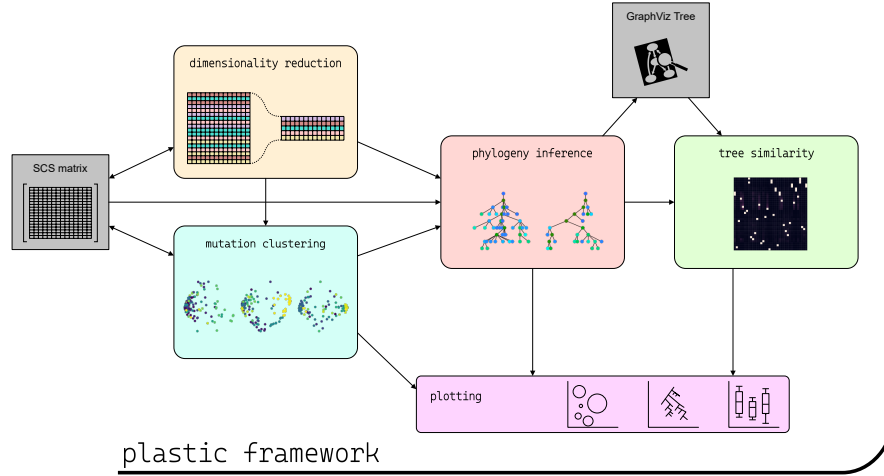 GraphViz Tree
dimensionality reduction
SCS matrix
phylogeny inference
tree similarity
mutation clustering
plotting
plastic framework